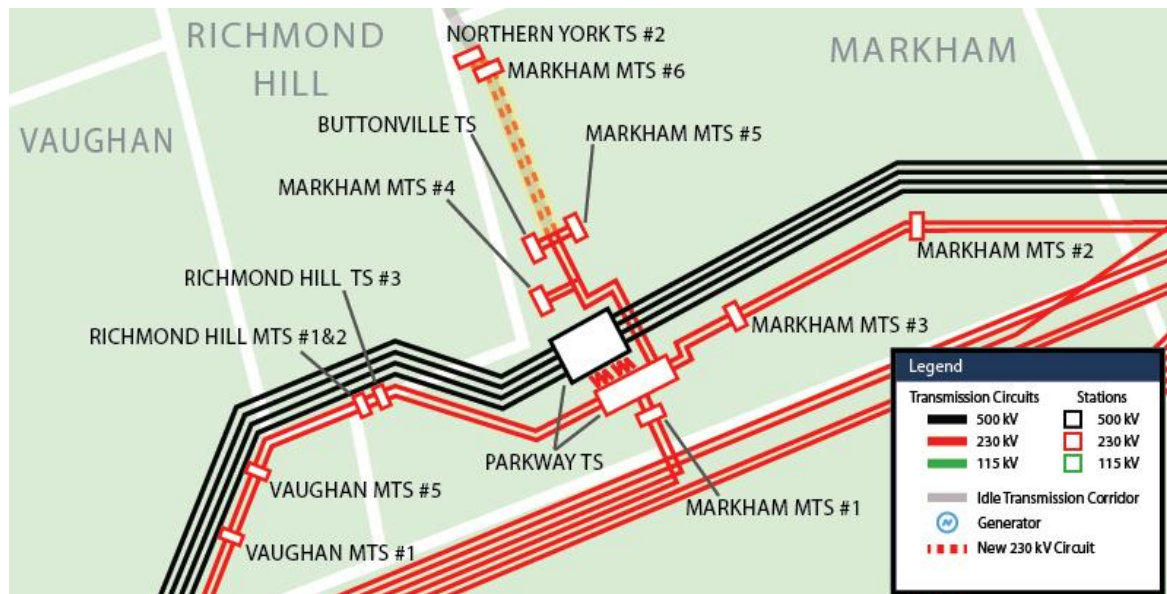 RICHMOND
HILL
MARKHAM
VAUGHAN
NORTHERN YORK TS #2
MARKHAM MTS #6
BUTTONVILLE TS
MARKHAM MTS #5
MARKHAM MTS #4
MARKHAM MTS #2
RICHMOND HILL TS #3
RICHMOND HILL MTS #1&2
MARKHAM MTS #3
PARKWAY TS
VAUGHAN MTS #5
MARKHAM MTS #1
VAUGHAN MTS #1
Legend
Transmission Circuits
500 kV
230 kV
115 kV
Stations
500 kV
230 kV
115 kV
Idle Transmission Corridor
Generator
New 230 kV Circuit